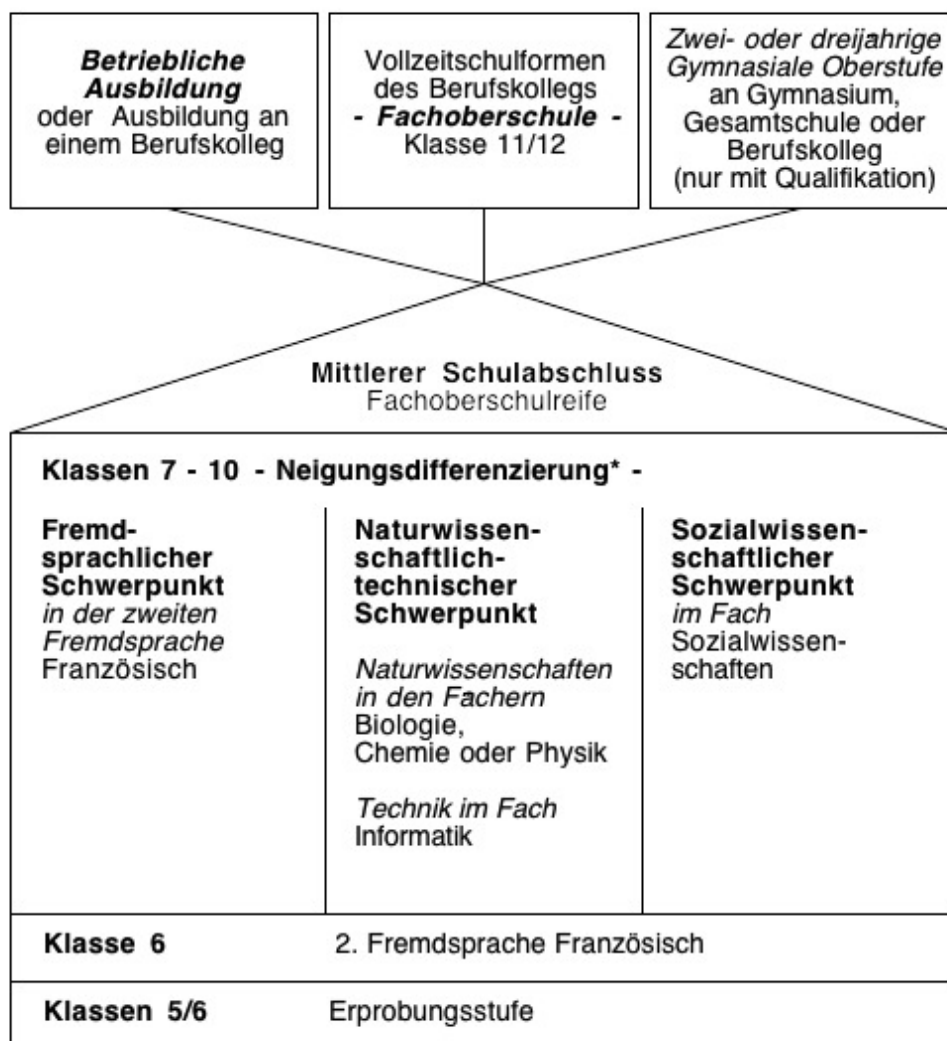 Betriebliche
Ausbildung
oder Ausbildung an
einem Berufskolleg
Vollzeitschulformen
des Berufskollegs
- Fachoberschule -
Klasse 11/12
Zwei- oder dreijährige
Gymnasiale Oberstufe
an Gymnasium,
Gesamtschule oder
Berufskolleg
(nur mit Qualifikation)
Mittlerer Schulabschluss
Fachoberschulreife
Klassen 7 - 10 - Neigungsdifferenzierung* -
Fremd-
sprachlicher
Schwerpunkt
in der zweiten
Fremdsprache
Französisch
Naturwissen-
schaftlich-
technischer
Schwerpunkt
Naturwissenschaften
in den Fächern
Biologie,
Chemie oder Physik
Technik im Fach
Informatik
Sozialwissen-
schaftlicher
Schwerpunkt
im Fach
Sozialwissen-
schaften
Klasse 6 2. Fremdsprache Französisch
Klassen 5/6 Erprobungsstufe